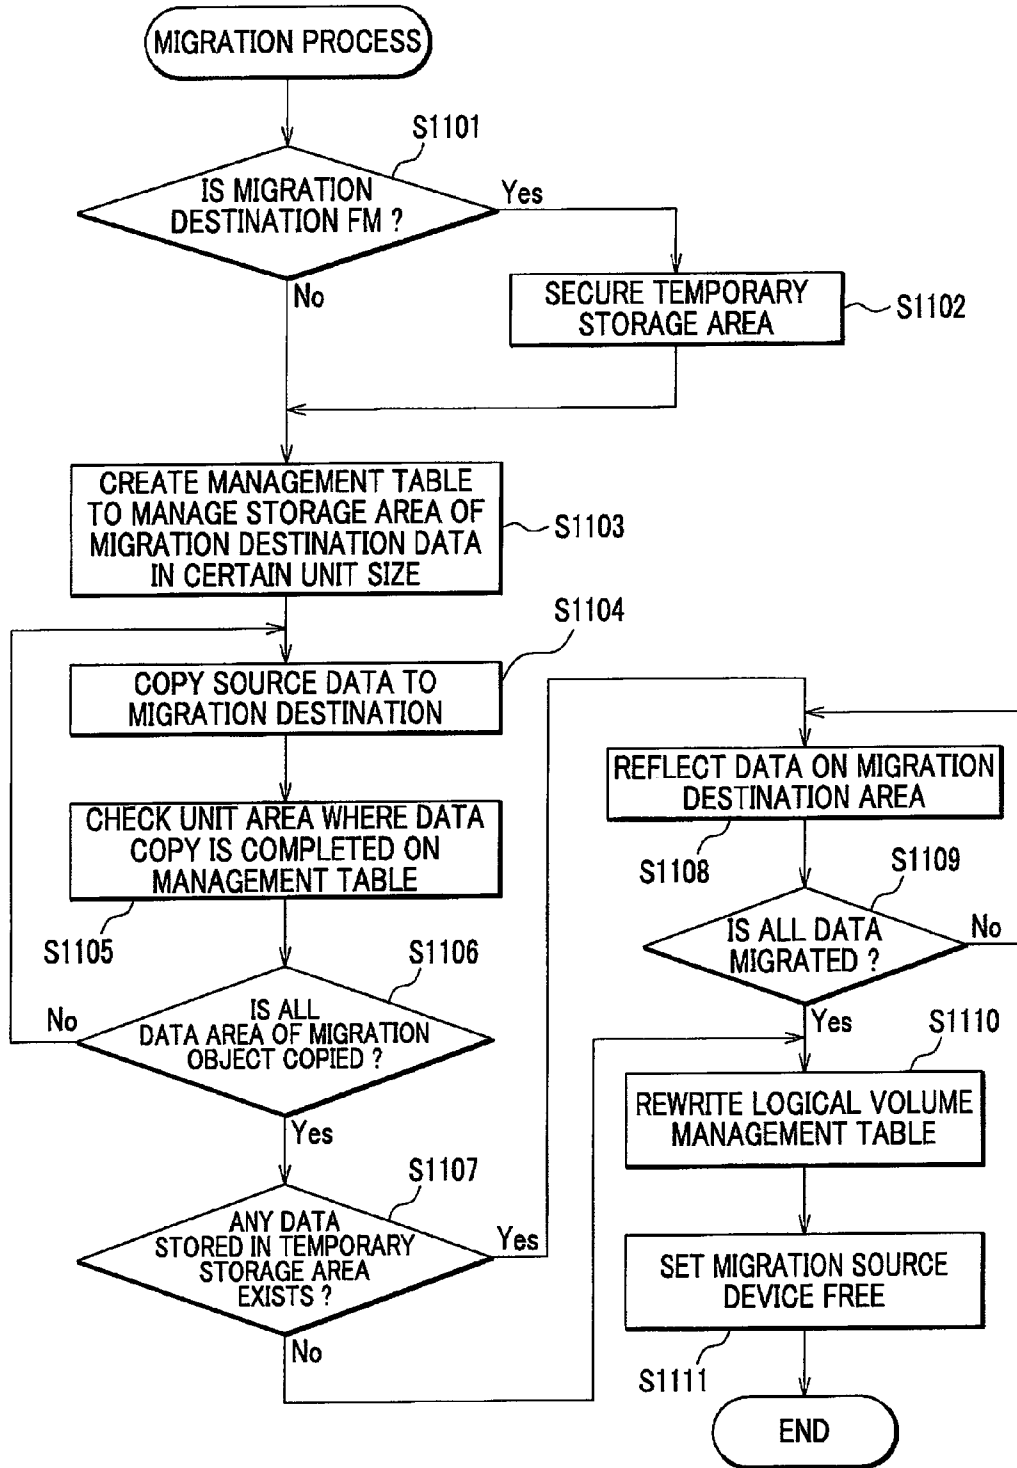 MIGRATION PROCESS
S1101
IS MIGRATION
DESTINATION FM ?
Yes
No
SECURE TEMPORARY
STORAGE AREA
S1102
CREATE MANAGEMENT TABLE
TO MANAGE STORAGE AREA OF
MIGRATION DESTINATION DATA
IN CERTAIN UNIT SIZE
S1103
S1104
COPY SOURCE DATA TO
MIGRATION DESTINATION
CHECK UNIT AREA WHERE DATA
COPY IS COMPLETED ON
MANAGEMENT TABLE
S1105
S1106
IS ALL
DATA AREA OF MIGRATION
OBJECT COPIED ?
No
Yes
S1107
ANY DATA
STORED IN TEMPORARY
STORAGE AREA
EXISTS ?
Yes
No
REFLECT DATA ON MIGRATION
DESTINATION AREA
S1108
S1109
IS ALL DATA
MIGRATED ?
No
Yes
S1110
REWRITE LOGICAL VOLUME
MANAGEMENT TABLE
SET MIGRATION SOURCE
DEVICE FREE
S1111
END